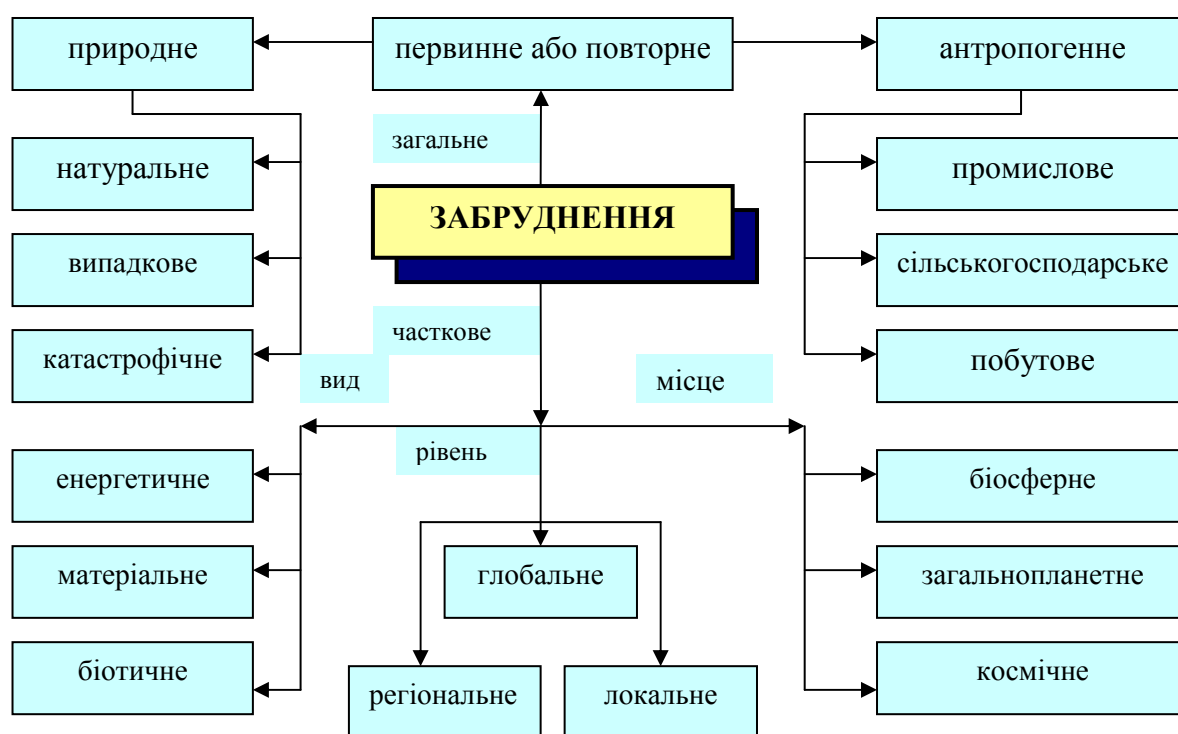 природне
первинне або повторне
антропогенне
загальне
натуральне
промислове
ЗАБРУДНЕННЯ
випадкове
сільськогосподарське
часткове
катастрофічне
побутове
вид
місце
рівень
енергетичне
біосферне
матеріальне
глобальне
загальнопланетне
біотичне
регіональне
локальне
космічне